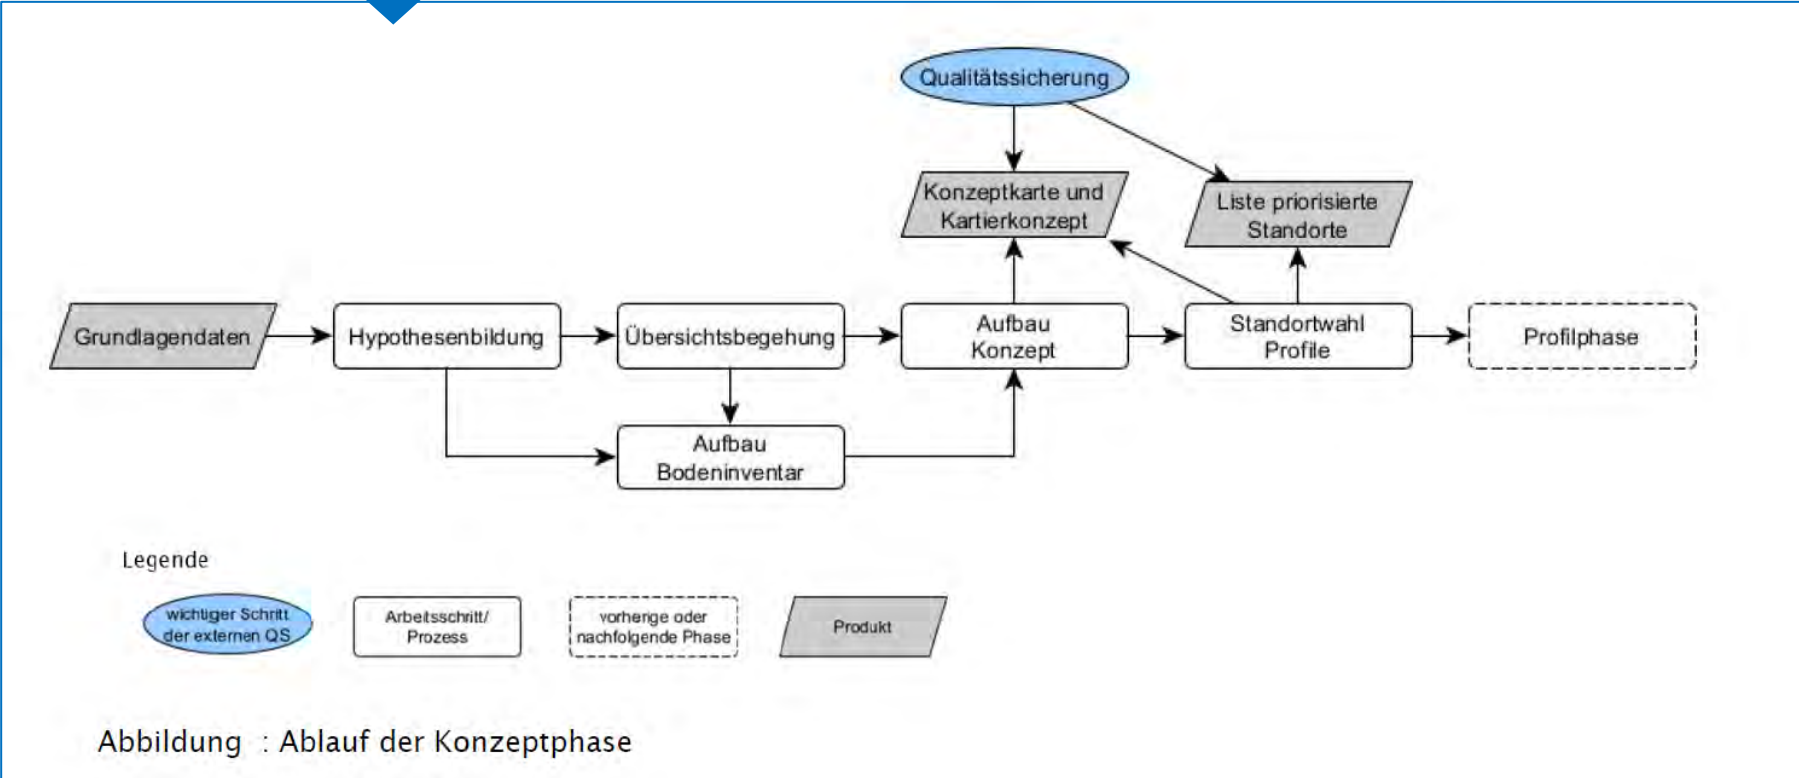 Qualitätssicherung
Konzeptkarte und
Kartierkonzept
Liste priorisierte
Standorte
Grundlagendaten
Hypothesenbildung
Übersichtsbegehung
Aufbau
Konzept
Standortwahl
Profile
Profilphase
Aufbau
Bodeninventar
Legende
wichtiger Schritt
der externen QS
Arbeitsschritt/
Prozess
vorherige oder
nachfolgende Phase
Produkt
Abbildung : Ablauf der Konzeptphase